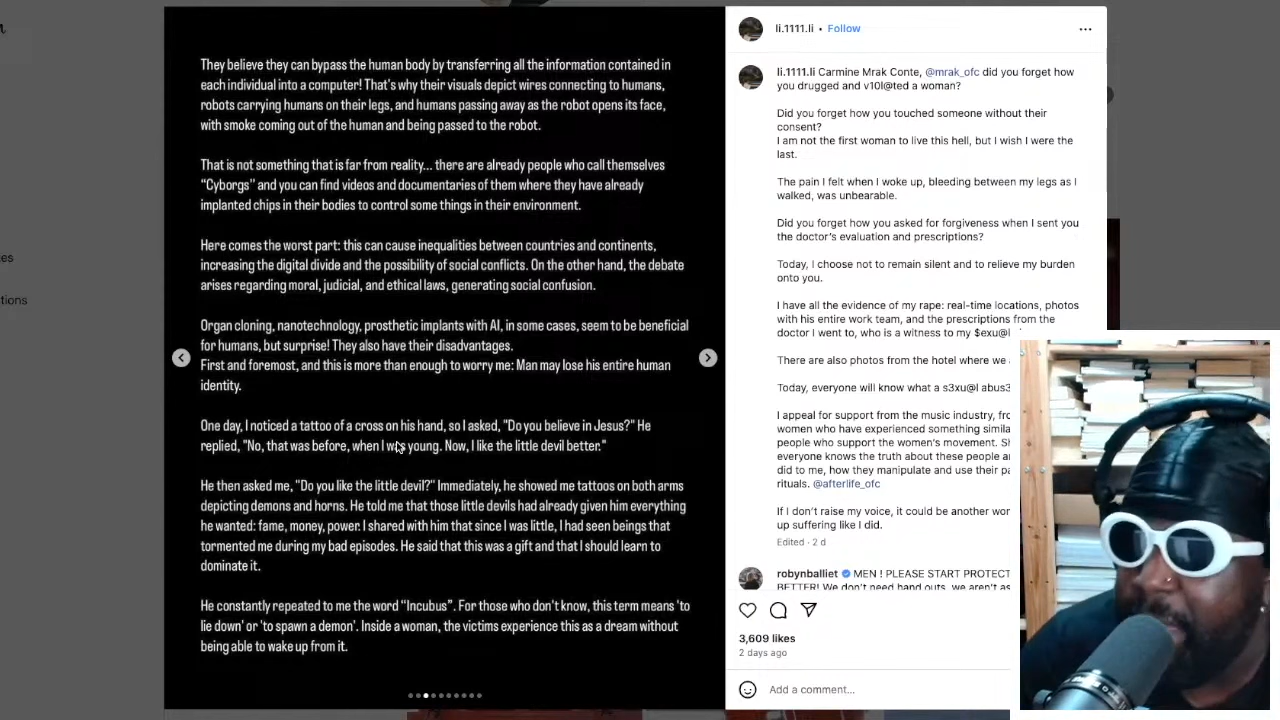 They believe they can bypass the human body by transferring all the information contained in
each individual into a computer! That's why their visuals depict wires connecting to humans,
robots carrying humans on their legs, and humans passing away as the robot opens its face,
with smoke coming out of the human and being passed to the robot.
That is not something that is far from reality... there are already people who call themselves
“Cyborgs” and you can find videos and documentaries of them where they have already
implanted chips in their bodies to control some things in their environment.
Here comes the worst part: this can cause inequalities between countries and continents,
increasing the digital divide and the possibility of social conflicts. On the other hand, the debate
arises regarding moral, judicial, and ethical laws, generating social confusion.
Organ cloning, nanotechnology, prosthetic implants with AI, in some cases, seem to be beneficial
for humans, but surprise! They also have their disadvantages.
First and foremost, and this is more than enough to worry me: Man may lose his entire human
identity.
One day, I noticed a tattoo of a cross on his hand, so I asked, "Do you believe in Jesus?" He
replied, "No, that was before, when I was young. Now, I like the little devil better."
He then asked me, "Do you like the little devil?" Immediately, he showed me tattoos on both arms
depicting demons and horns. He told me that those little devils had already given him everything
he wanted: fame, money, power. I shared with him that since I was little, I had seen beings that
tormented me during my bad episodes. He said that this was a gift and that I should learn to
dominate it.
He constantly repeated to me the word “Incubus”. For those who don't know, this term means 'to
lie down' or 'to spawn a demon'. Inside a woman, the victims experience this as a dream without
being able to wake up from it.
li.1111.li • Follow
li.1111.li Carmine Mrak Conte, @mrak_ofc did you forget how
you drugged and v10l@ted a woman?
Did you forget how you touched someone without their
consent?
I am not the first woman to live this hell, but I wish I were the
last.
The pain I felt when I woke up, bleeding between my legs as I
walked, was unbearable.
Did you forget how you asked for forgiveness when I sent you
the doctor's evaluation and prescriptions?
Today, I choose not to remain silent and to relieve my burden
onto you.
I have all the evidence of my rape: real-time locations, photos
with his entire work team, and the prescriptions from the
doctor I went to, who is a witness to my $exu@l
There are also photos from the hotel where we
Today, everyone will know what a s3xu@l abus3
I appeal for support from the music industry, fro
women who have experienced something simila
people who support the women's movement. S
everyone knows the truth about these people a
did to me, how they manipulate and use their pa
rituals. @afterlife_ofc
If I don't raise my voice, it could be another wor
up suffering like I did.
Edited · 2 d
robynballiet MEN ! PLEASE START PROTECT
BETTER! We don't need hand outs, we aren't as
3,609 likes
2 days ago
Add a comment...
es
tions